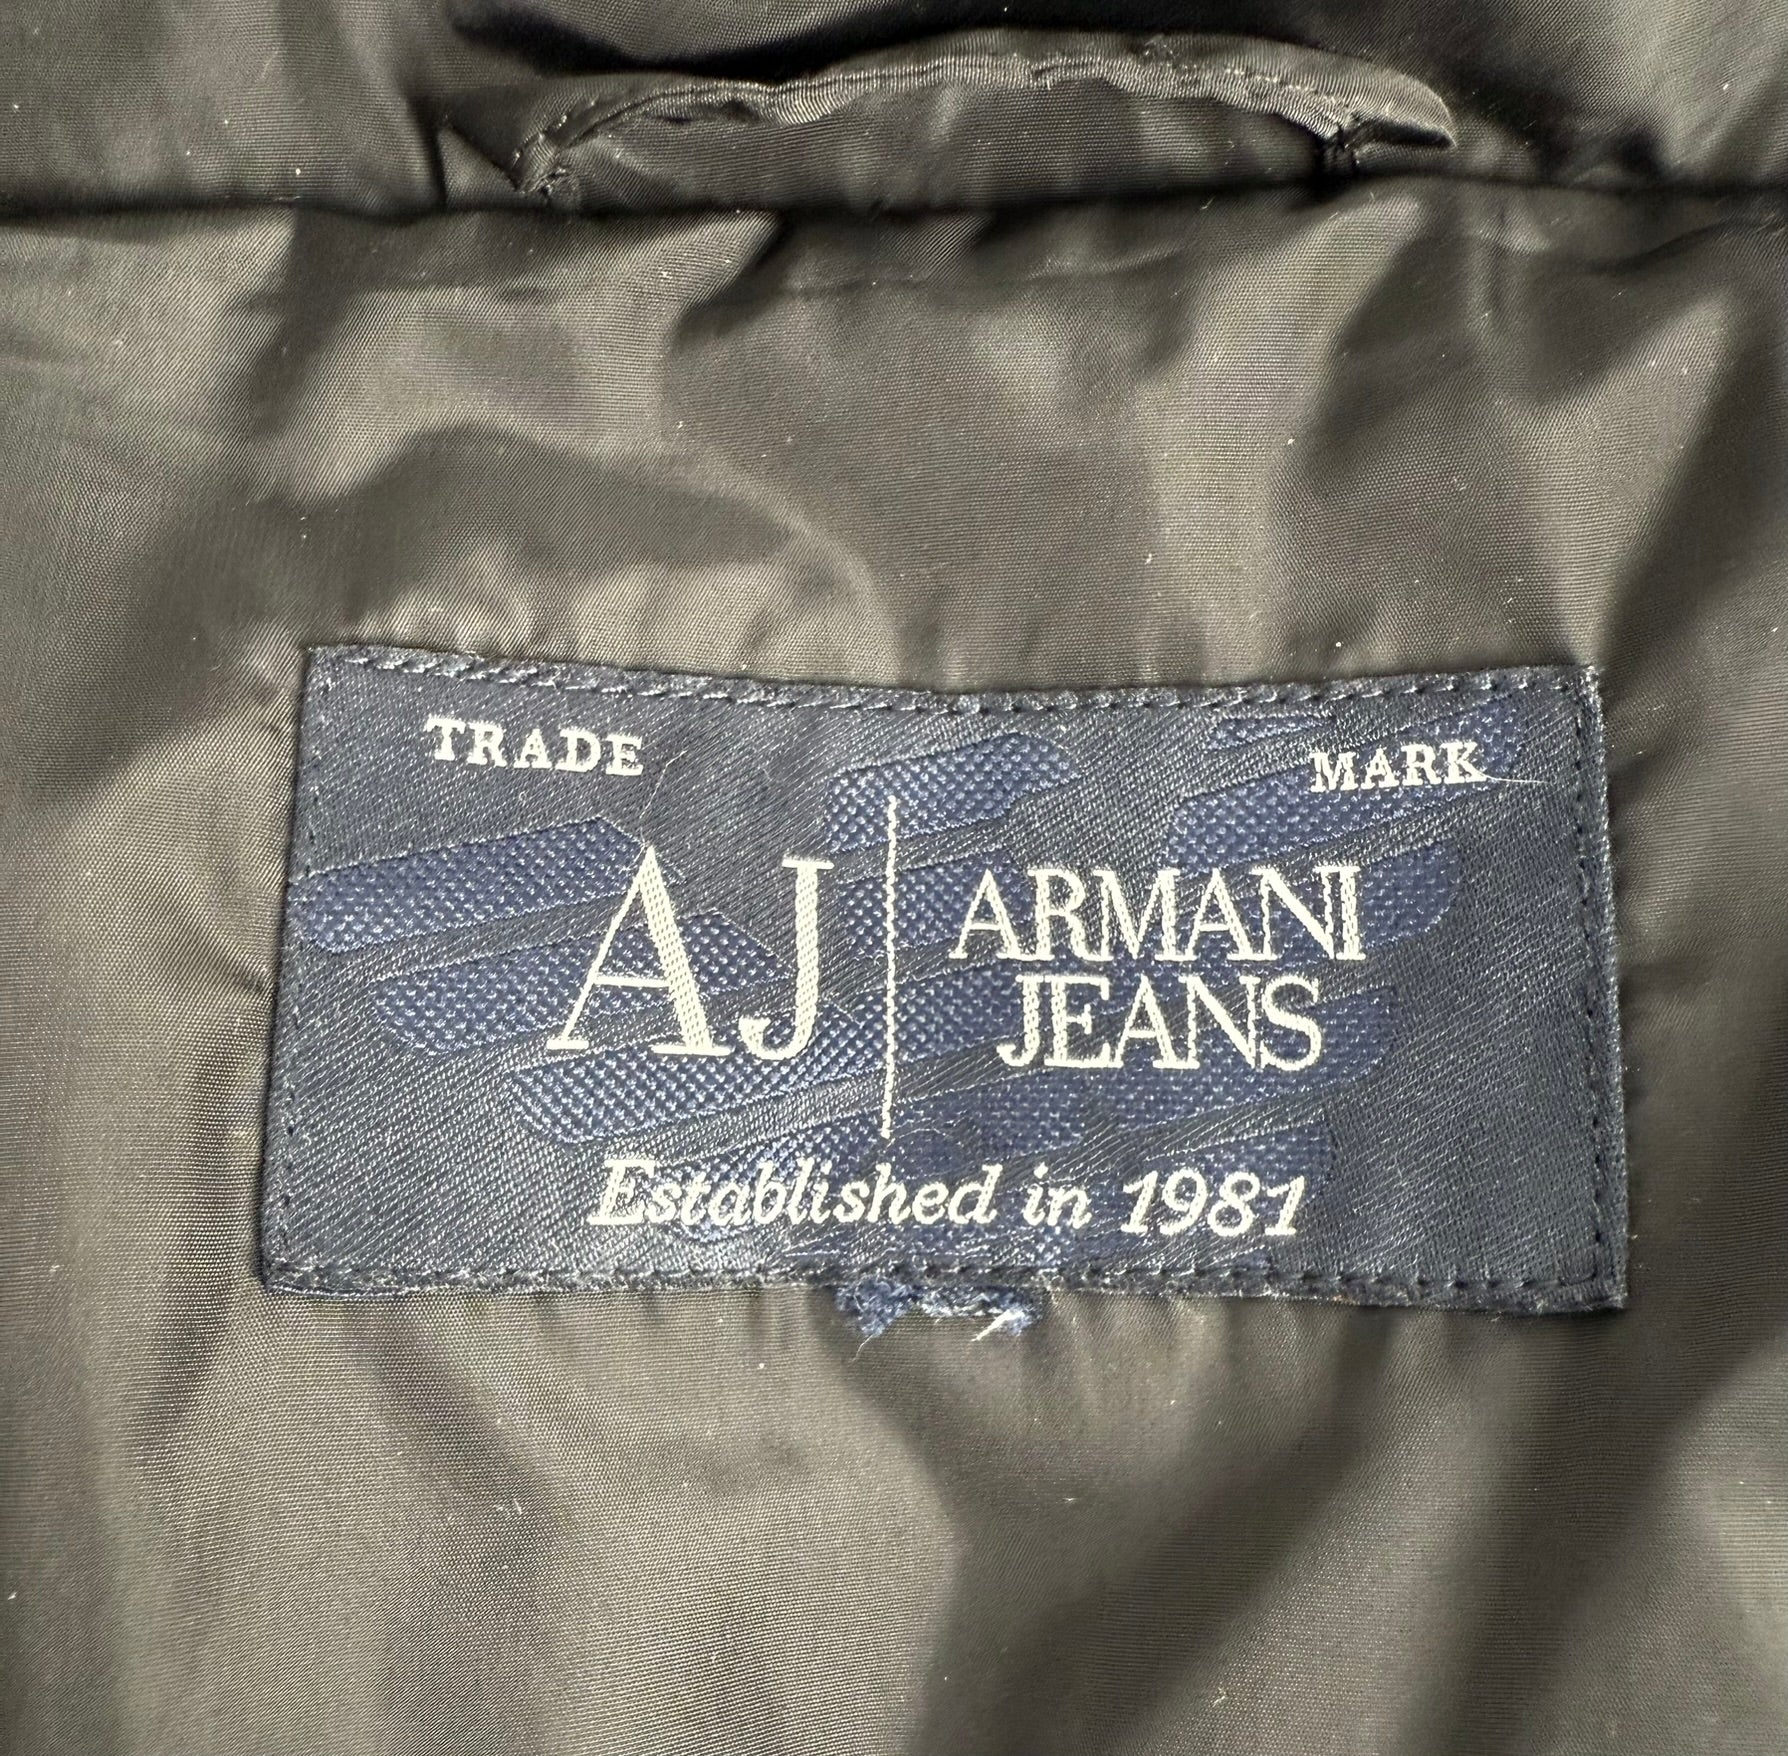 TRADE MARK
AJ ARMANI
JEANS
Established in 1981